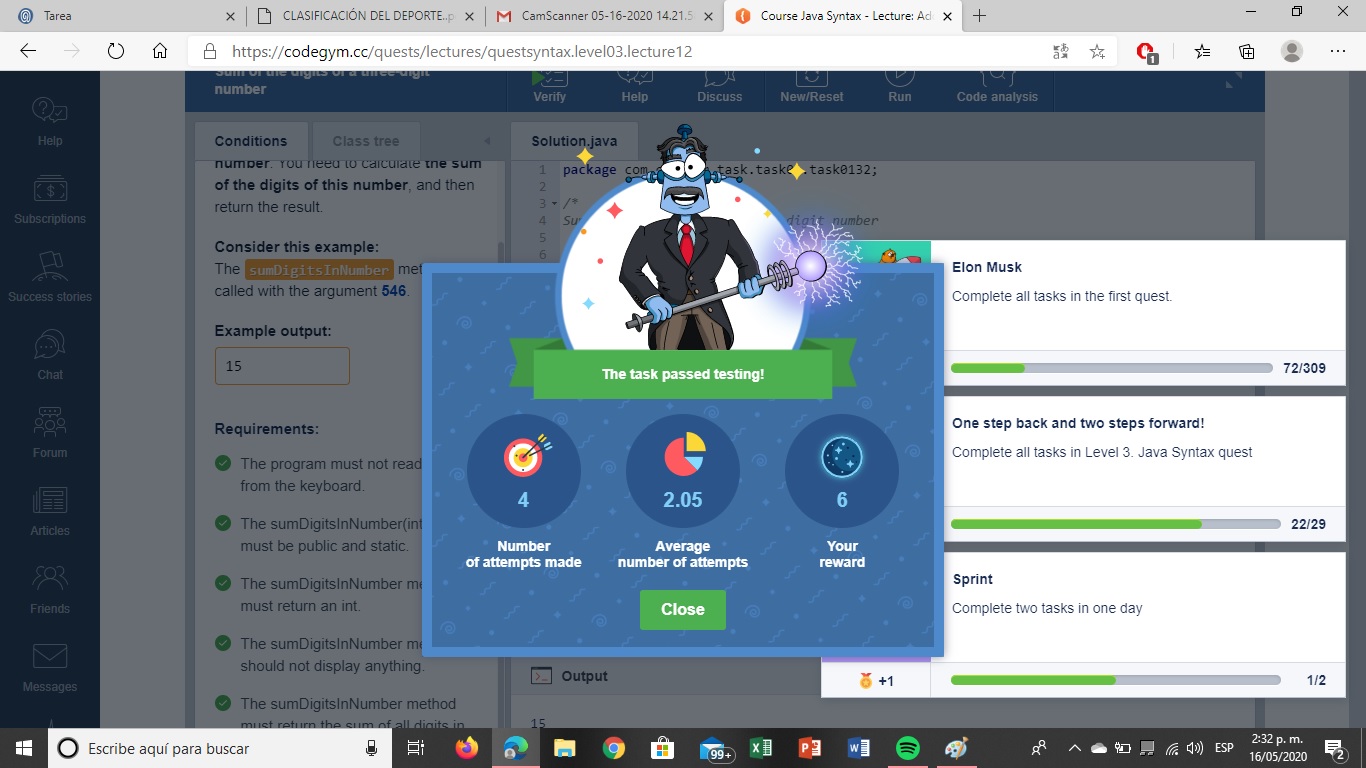 Tarea
CLASIFICACIÓN DEL DEPORTE..p
CamScanner 05-16-2020 14.21.5
Course Java Syntax - Lecture: Ad
https://codegym.cc/quests/lectures/questsyntax.level03.lecture12
1
Sum of the digits of a three-digit
number
Verify
Help
Discuss
New/Reset
Run
Code analysis
Help
Subscriptions
Success stories
Chat
Forum
Articles
Friends
Messages
Conditions
Class tree
number. You need to calculate the sum
of the digits of this number, and then
return the result.
Consider this example:
The sumDigitsInNumber met
called with the argument 546.
Example output:
15
Requirements:
The program must not read
from the keyboard.
The sumDigitsInNumber(int
must be public and static.
The sumDigitsInNumber me
must return an int.
The sumDigitsInNumber me
should not display anything.
The sumDigitsInNumber method
must return the sum of all digits in
Solution.java
1 package com. task.task0 .task0132;
2
3 /*
4 Su digit number
5
6
The task passed testing!
4
Number
of attempts made
2.05
Average
number of attempts
6
Your
reward
Close
Elon Musk
Complete all tasks in the first quest.
72/309
One step back and two steps forward!
Complete all tasks in Level 3. Java Syntax quest
22/29
Sprint
Complete two tasks in one day
+1
1/2
Output
15
Escribe aquí para buscar
99+
ESP
2:32 p. m.
16/05/2020
2